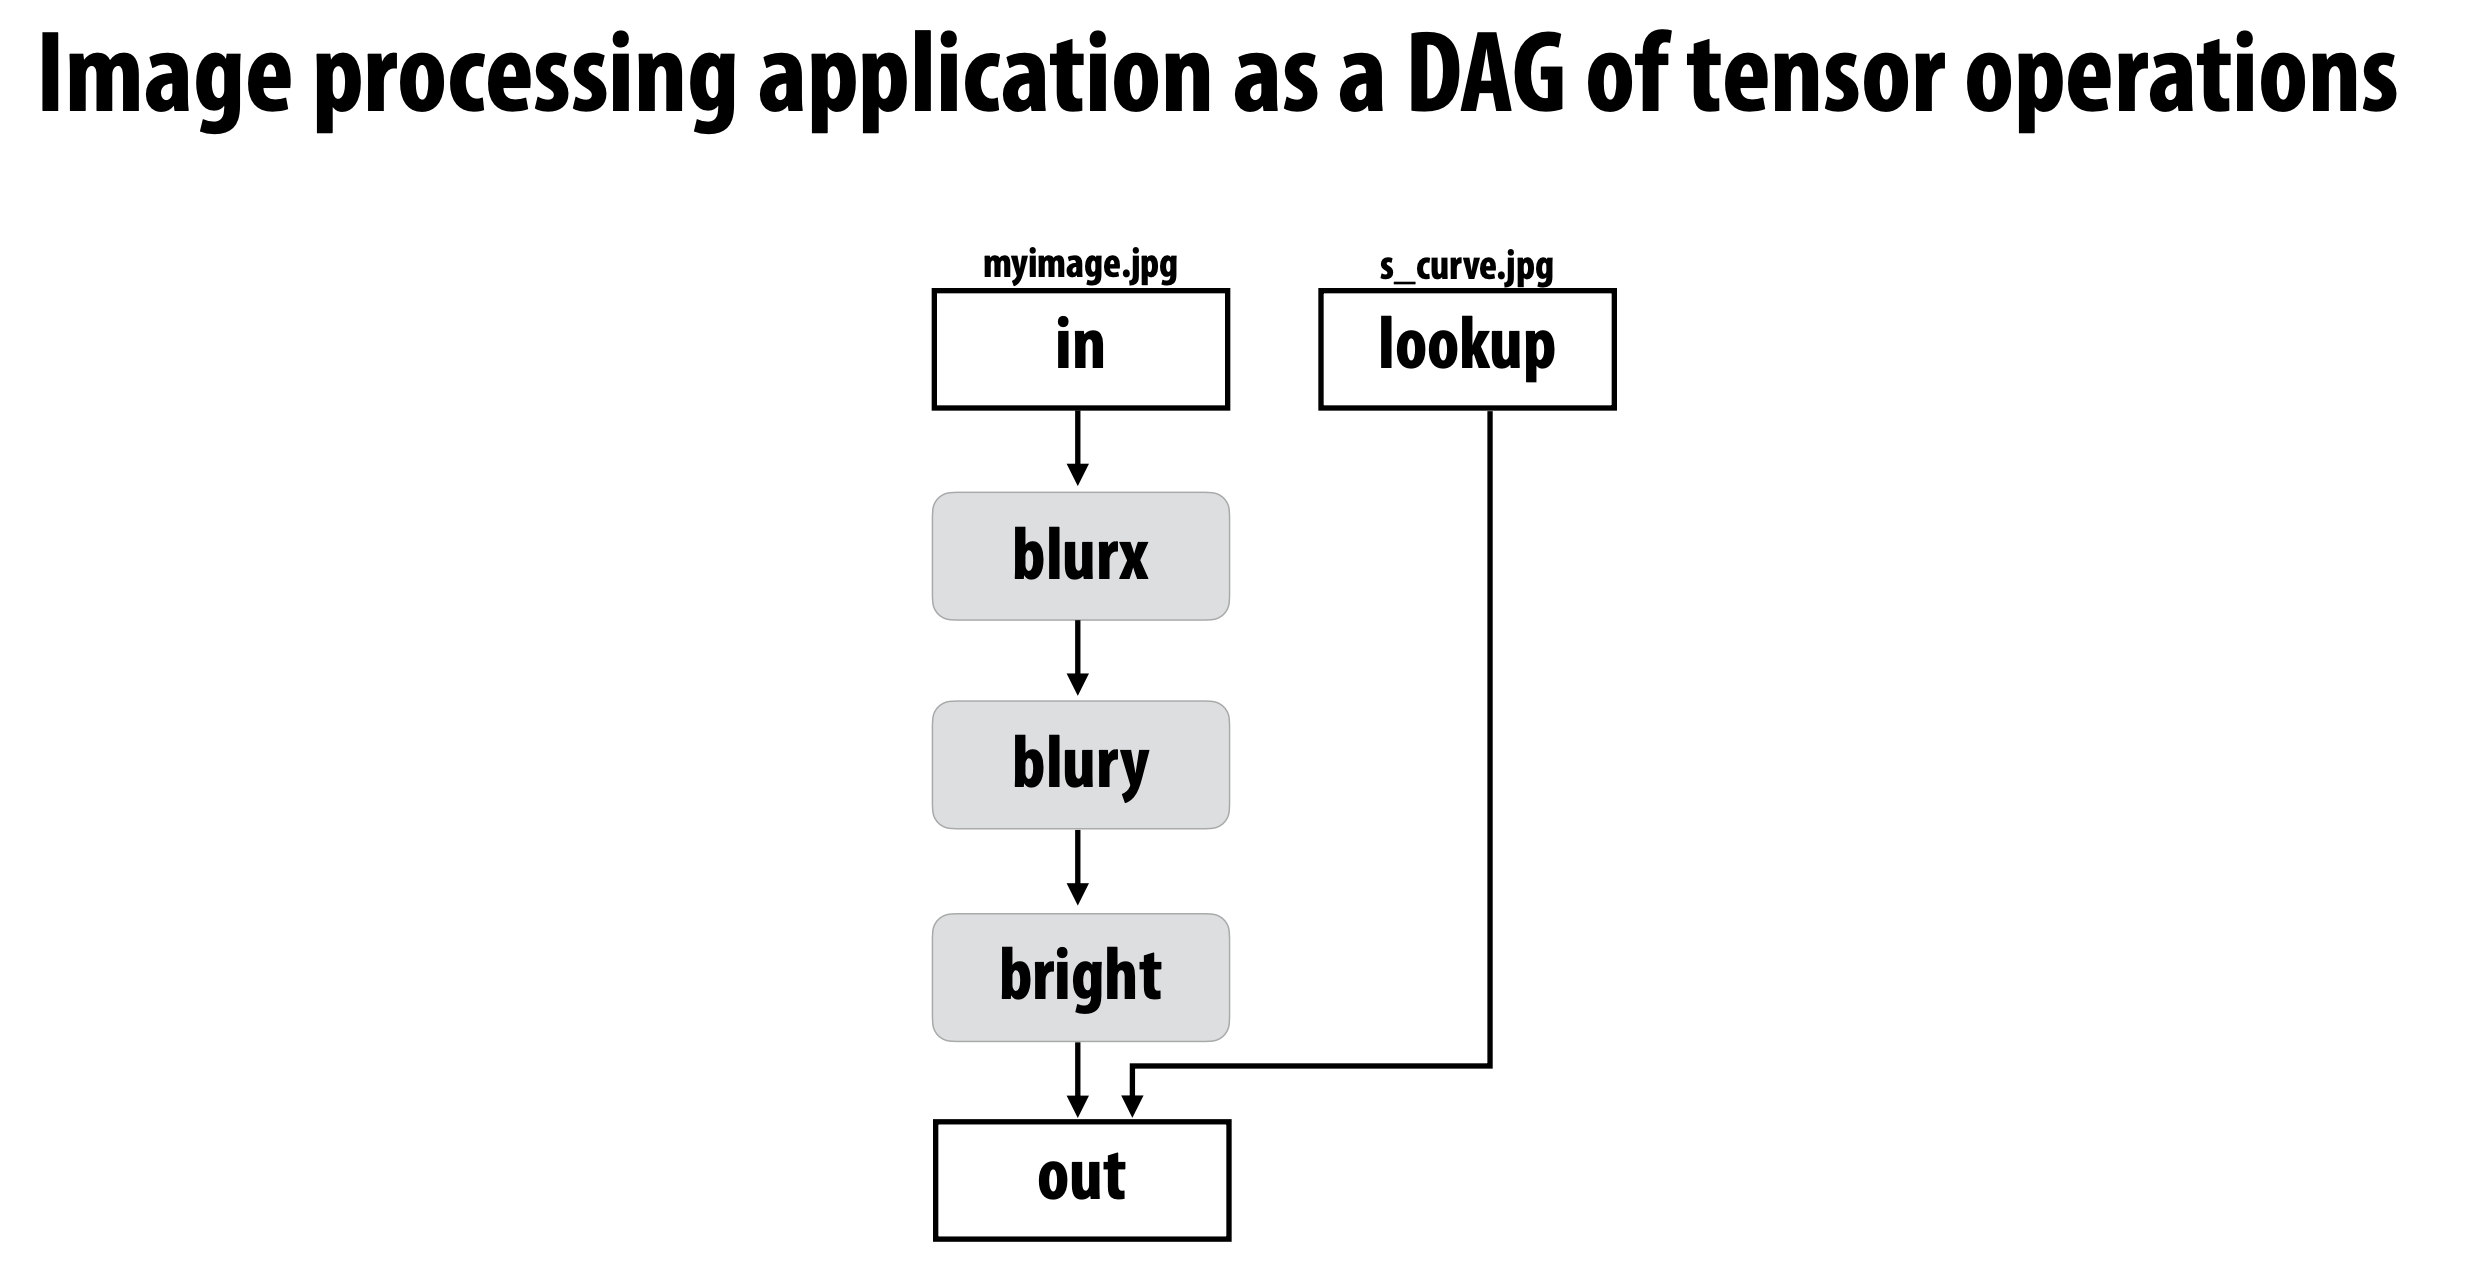 Image processing application as a DAG of tensor operations
myimage.jpg
in
s_curve.jpg
lookup
blurx
blury
bright
out